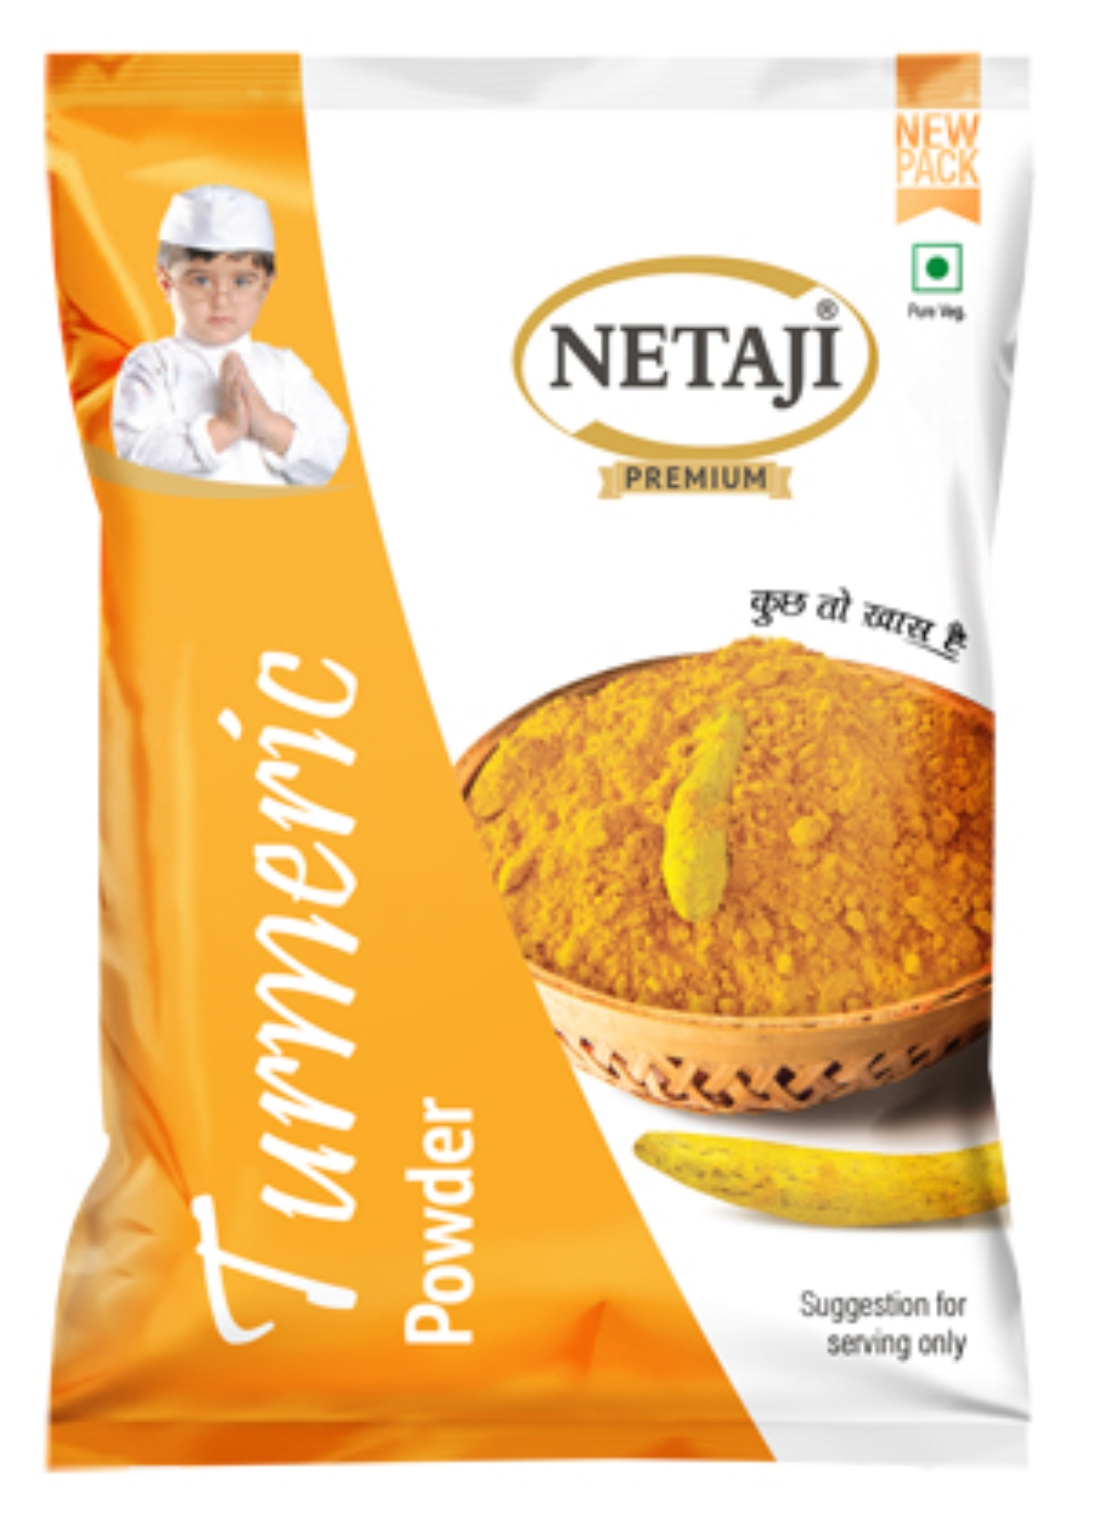 NEW
PACK
Pure Veg.
NETAJI®
PREMIUM
कुछ तो खास है
Turmeric
Powder
Suggestion for
serving only